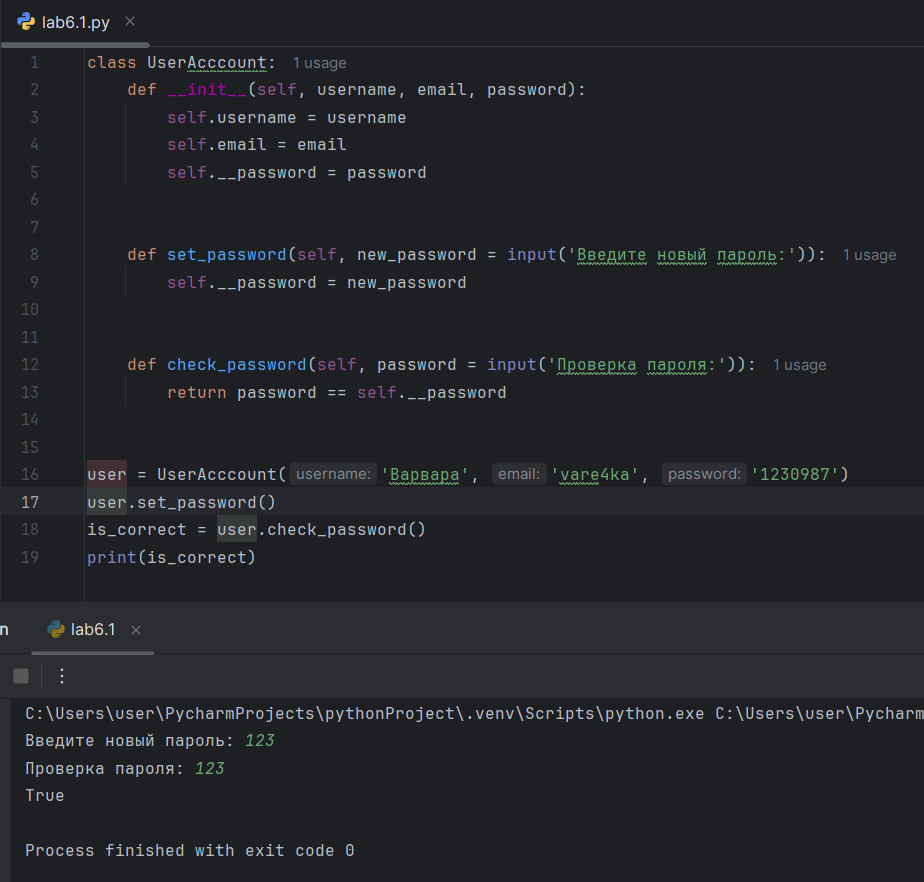 lab6.1.py
1 class UserAcccount: 1 usage
2 def __init__(self, username, email, password):
3 self.username = username
4 self.email = email
5 self.__password = password
6
7
8 def set_password(self, new_password = input('Введите новый пароль:')): 1 usage
9 self.__password = new_password
10
11
12 def check_password(self, password = input('Проверка пароля:')): 1 usage
13 return password == self.__password
14
15
16 user = UserAcccount( username: 'Варвара', email: 'vare4ka', password: '1230987')
17 user.set_password()
18 is_correct = user.check_password()
19 print(is_correct)
n lab6.1
C:\Users\user\PycharmProjects\pythonProject\.venv\Scripts\python.exe C:\Users\user\Pycharm
Введите новый пароль: 123
Проверка пароля: 123
True
Process finished with exit code 0